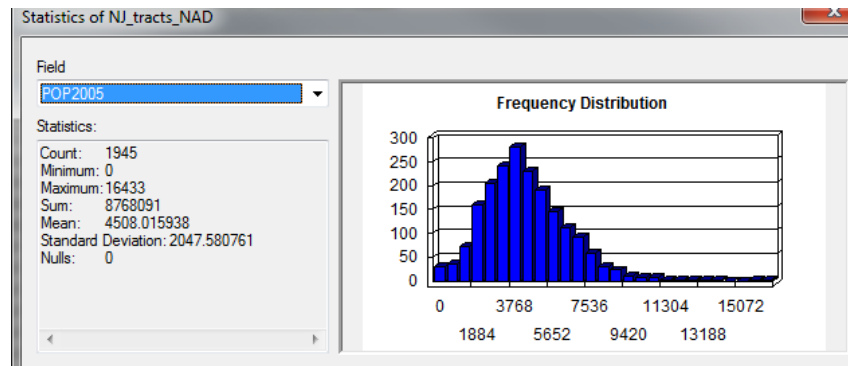 Statistics of NJ_tracts_NAD
Field
POP2005
Statistics:
Count: 1945
Minimum: 0
Maximum: 16433
Sum: 8768091
Mean: 4508.015938
Standard Deviation: 2047.580761
Nulls: 0
Frequency Distribution
300
250
200
150
100
50
0
0 3768 7536 11304 15072
1884 5652 9420 13188